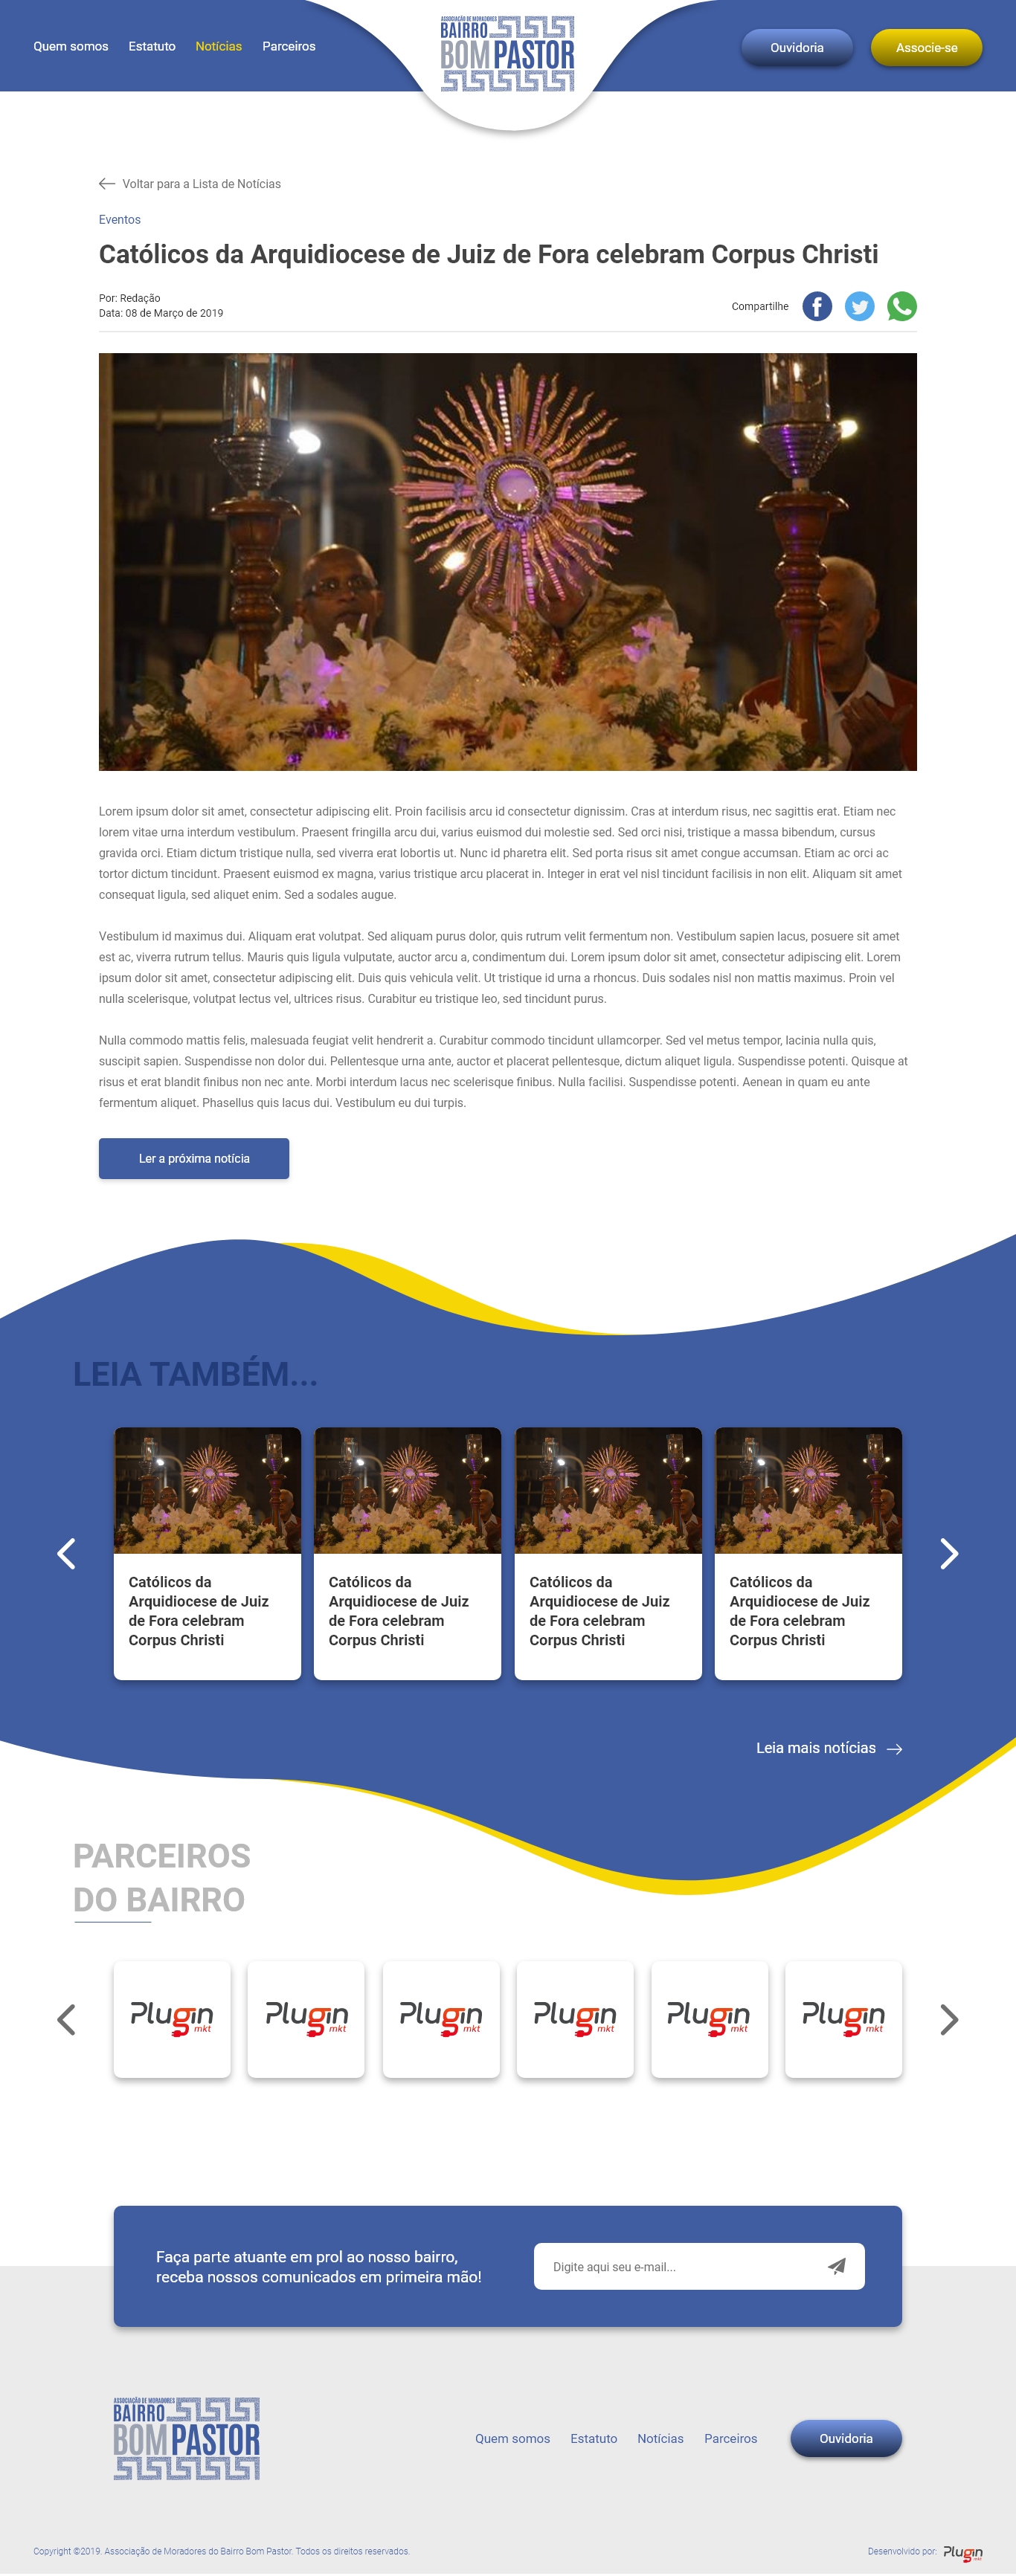 Quem somos Estatuto Notícias Parceiros
ASSOCIAÇÃO DE MORADORES
BAIRRO
BOM PASTOR
Ouvidoria Associe-se
Voltar para a Lista de Notícias
Eventos
Católicos da Arquidiocese de Juiz de Fora celebram Corpus Christi
Por: Redação
Data: 08 de Março de 2019
Compartilhe
Lorem ipsum dolor sit amet, consectetur adipiscing elit. Proin facilisis arcu id consectetur dignissim. Cras at interdum risus, nec sagittis erat. Etiam nec
lorem vitae urna interdum vestibulum. Praesent fringilla arcu dui, varius euismod dui molestie sed. Sed orci nisi, tristique a massa bibendum, cursus
gravida orci. Etiam dictum tristique nulla, sed viverra erat lobortis ut. Nunc id pharetra elit. Sed porta risus sit amet congue accumsan. Etiam ac orci ac
tortor dictum tincidunt. Praesent euismod ex magna, varius tristique arcu placerat in. Integer in erat vel nisl tincidunt facilisis in non elit. Aliquam sit amet
consequat ligula, sed aliquet enim. Sed a sodales augue.
Vestibulum id maximus dui. Aliquam erat volutpat. Sed aliquam purus dolor, quis rutrum velit fermentum non. Vestibulum sapien lacus, posuere sit amet
est ac, viverra rutrum tellus. Mauris quis ligula vulputate, auctor arcu a, condimentum dui. Lorem ipsum dolor sit amet, consectetur adipiscing elit. Lorem
ipsum dolor sit amet, consectetur adipiscing elit. Duis quis vehicula velit. Ut tristique id urna a rhoncus. Duis sodales nisl non mattis maximus. Proin vel
nulla scelerisque, volutpat lectus vel, ultrices risus. Curabitur eu tristique leo, sed tincidunt purus.
Nulla commodo mattis felis, malesuada feugiat velit hendrerit a. Curabitur commodo tincidunt ullamcorper. Sed vel metus tempor, lacinia nulla quis,
suscipit sapien. Suspendisse non dolor dui. Pellentesque urna ante, auctor et placerat pellentesque, dictum aliquet ligula. Suspendisse potenti. Quisque at
risus et erat blandit finibus non nec ante. Morbi interdum lacus nec scelerisque finibus. Nulla facilisi. Suspendisse potenti. Aenean in quam eu ante
fermentum aliquet. Phasellus quis lacus dui. Vestibulum eu dui turpis.
Ler a próxima notícia
LEIA TAMBÉM...
Católicos da
Arquidiocese de Juiz
de Fora celebram
Corpus Christi
Católicos da
Arquidiocese de Juiz
de Fora celebram
Corpus Christi
Católicos da
Arquidiocese de Juiz
de Fora celebram
Corpus Christi
Católicos da
Arquidiocese de Juiz
de Fora celebram
Corpus Christi
Leia mais notícias
PARCEIROS
DO BAIRRO
Plugin
mkt
Plugin
mkt
Plugin
mkt
Plugin
mkt
Plugin
mkt
Plugin
mkt
Faça parte atuante em prol ao nosso bairro,
receba nossos comunicados em primeira mão!
Digite aqui seu e-mail...
ASSOCIAÇÃO DE MORADORES
BAIRRO
BOM PASTOR
Quem somos Estatuto Notícias Parceiros Ouvidoria
Copyright ©2019. Associação de Moradores do Bairro Bom Pastor. Todos os direitos reservados.
Desenvolvido por: Plugin
mkt